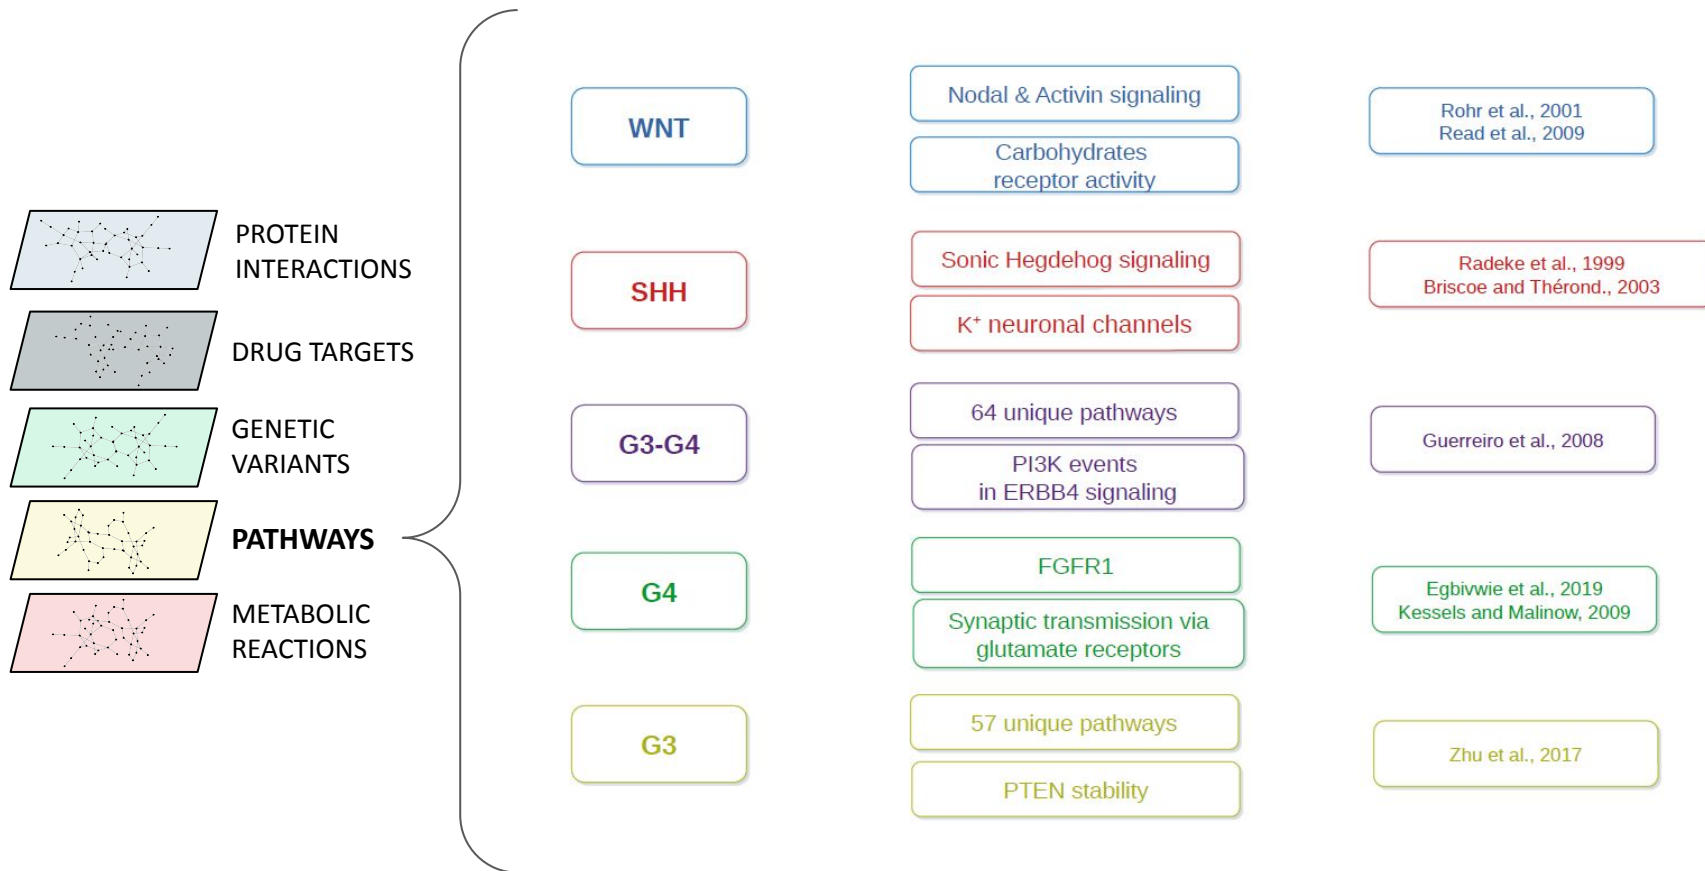 PROTEIN
INTERACTIONS
DRUG TARGETS
GENETIC
VARIANTS
PATHWAYS
METABOLIC
REACTIONS
WNT
Nodal & Activin signaling
Carbohydrates
receptor activity
Rohr et al., 2001
Read et al., 2009
SHH
Sonic Hegdehog signaling
K⁺ neuronal channels
Radeke et al., 1999
Briscoe and Thérond., 2003
G3-G4
64 unique pathways
PI3K events
in ERBB4 signaling
Guerreiro et al., 2008
G4
FGFR1
Synaptic transmission via
glutamate receptors
Egbivwie et al., 2019
Kessels and Malinow, 2009
G3
57 unique pathways
PTEN stability
Zhu et al., 2017